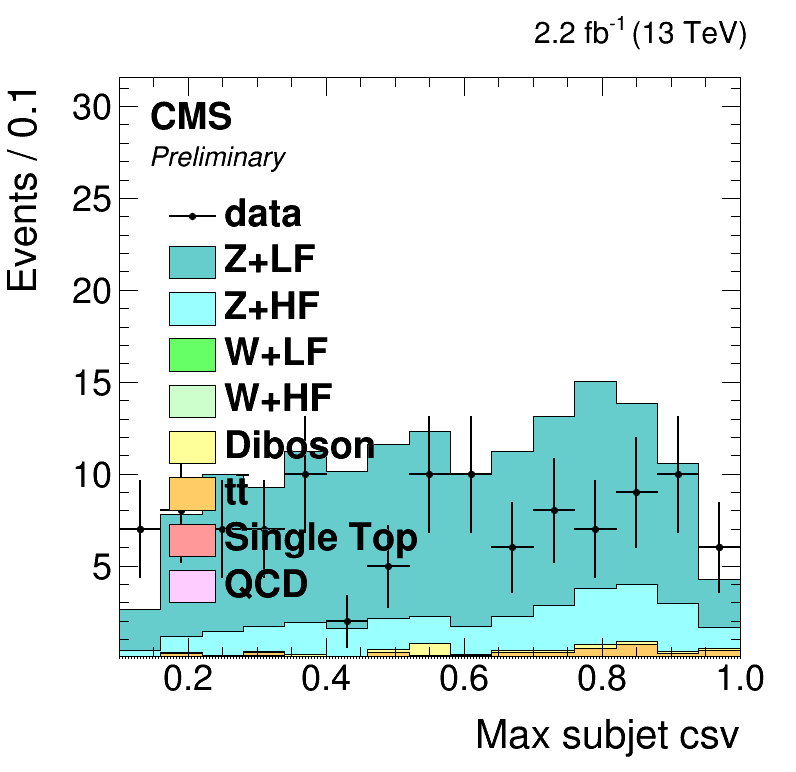 2.2 fb⁻¹ (13 TeV)
Events / 0.1
30
25
20
15
10
5
CMS
Preliminary
data
Z+LF
Z+HF
W+LF
W+HF
Diboson
tt
Single Top
QCD
0.2 0.4 0.6 0.8 1.0
Max subjet csv